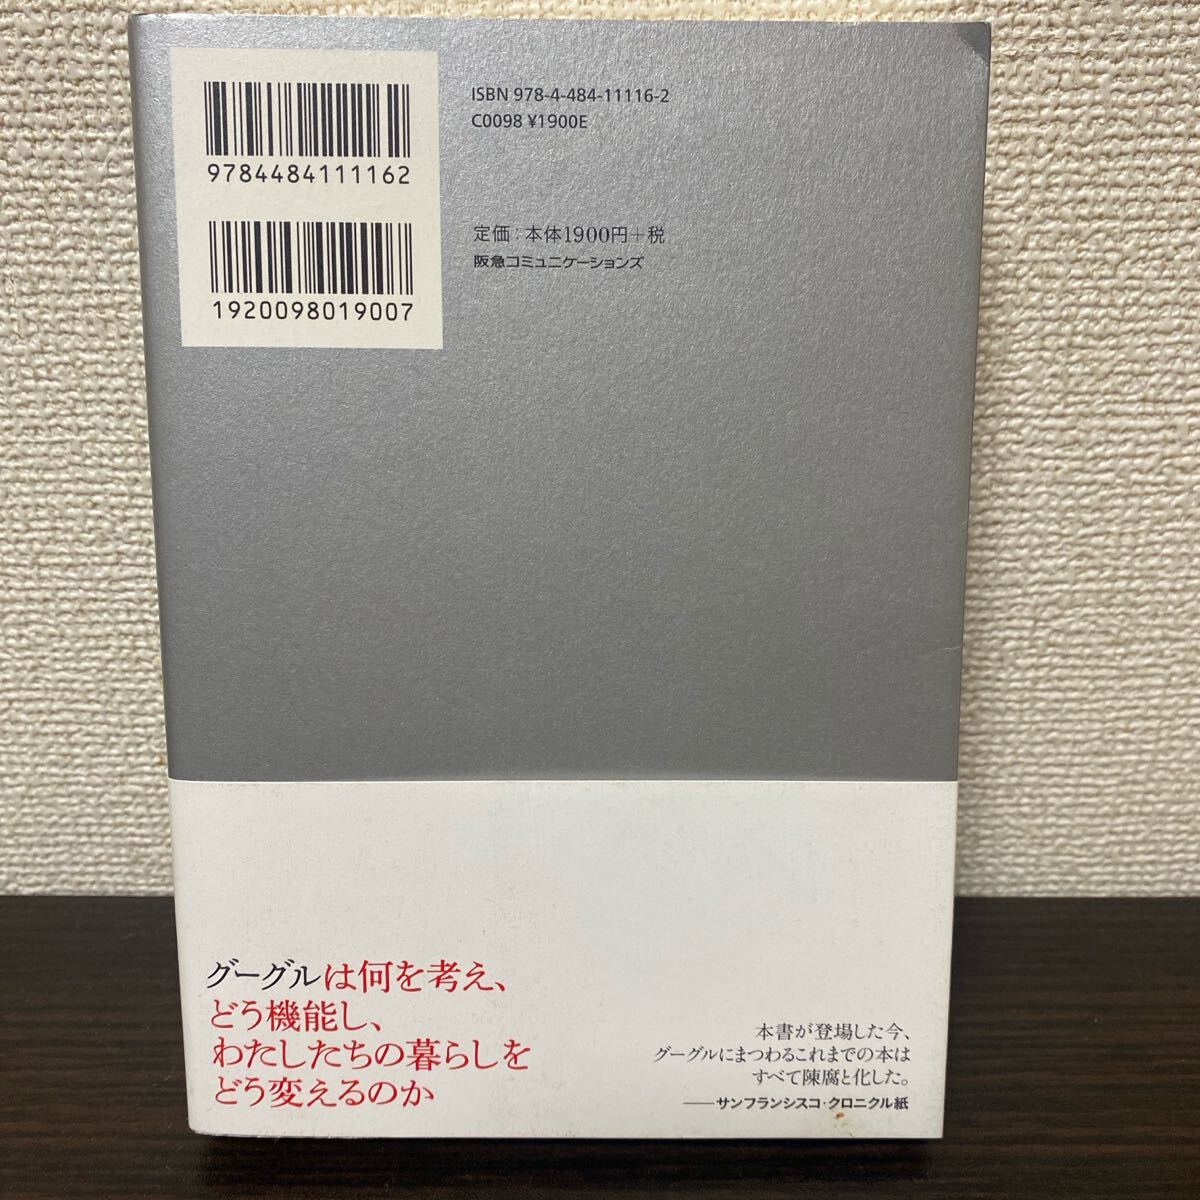 9784484111162
1920098019007
ISBN 978-4-484-11116-2
C0098 ¥1900E
定価：本体1900円＋税
阪急コミュニケーションズ
グーグルは何を考え、
どう機能し、
わたしたちの暮らしを
どう変えるのか
本書が登場した今、
グーグルにまつわるこれまでの本は
すべて陳腐と化した。
――サンフランシスコ・クロニクル紙